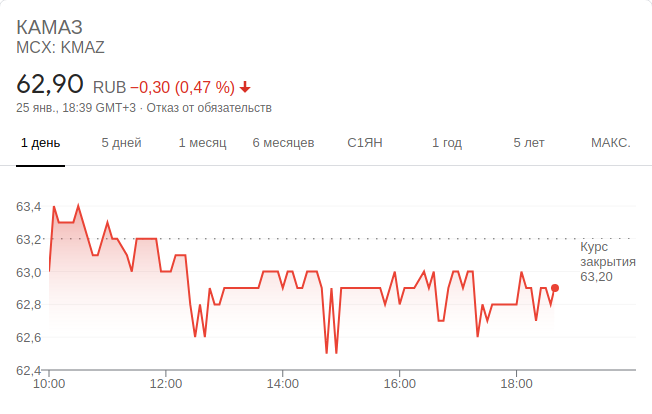 КАМАЗ
MCX: KMAZ
62,90 RUB −0,30 (0,47 %)
25 янв., 18:39 GMT+3 · Отказ от обязательств
1 день 5 дней 1 месяц 6 месяцев С1ЯН 1 год 5 лет МАКС.
63,4
63,2
Курс
закрытия
63,20
63,0
62,8
62,6
62,4
10:00 12:00 14:00 16:00 18:00